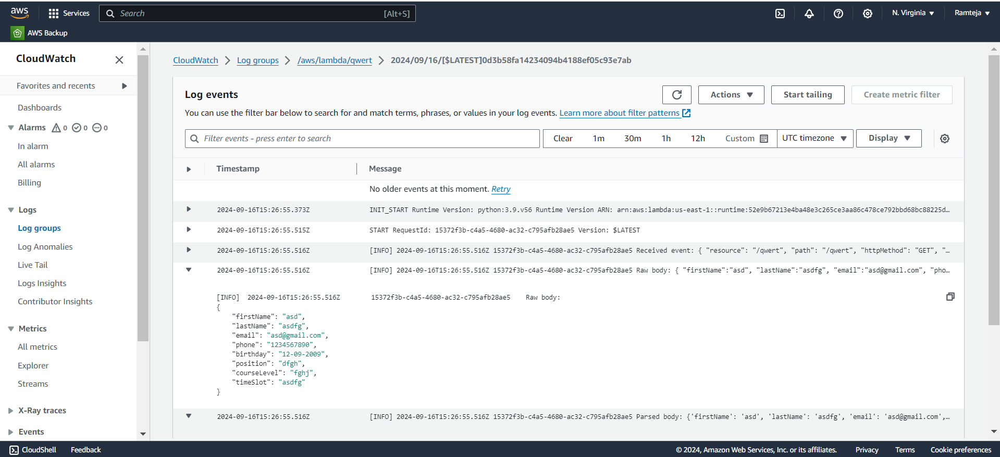 aws
Services
Search [Alt+S]
N. Virginia
Ramteja
AWS Backup
CloudWatch
Favorites and recents
Dashboards
Alarms 0 0 0
In alarm
All alarms
Billing
Logs
Log groups
Log Anomalies
Live Tail
Logs Insights
Contributor Insights
Metrics
All metrics
Explorer
Streams
X-Ray traces
Events
CloudWatch > Log groups > /aws/lambda/qwert > 2024/09/16/[$LATEST]0d3b58fa14234094b4188ef05c93e7ab
Log events
Actions
Start tailing
Create metric filter
You can use the filter bar below to search for and match terms, phrases, or values in your log events. Learn more about filter patterns
Filter events - press enter to search
Clear 1m 30m 1h 12h Custom
UTC timezone
Display
Timestamp Message
No older events at this moment. Retry
2024-09-16T15:26:55.373Z INIT_START Runtime Version: python:3.9.v56 Runtime Version ARN: arn:aws:lambda:us-east-1::runtime:52e9b67213e4ba48e3c265ce3aa86c478ce792bbd68bc88225d…
2024-09-16T15:26:55.515Z START RequestId: 15372f3b-c4a5-4680-ac32-c795afb28ae5 Version: $LATEST
2024-09-16T15:26:55.516Z [INFO] 2024-09-16T15:26:55.516Z 15372f3b-c4a5-4680-ac32-c795afb28ae5 Received event: { "resource": "/qwert", "path": "/qwert", "httpMethod": "GET", "…
2024-09-16T15:26:55.516Z [INFO] 2024-09-16T15:26:55.516Z 15372f3b-c4a5-4680-ac32-c795afb28ae5 Raw body: { "firstName":"asd", "lastName":"asdfg", "email":"asd@gmail.com", "pho…
[INFO] 2024-09-16T15:26:55.516Z 15372f3b-c4a5-4680-ac32-c795afb28ae5 Raw body:
{
"firstName": "asd",
"lastName": "asdfg",
"email": "asd@gmail.com",
"phone": "1234567890",
"birthday": "12-09-2009",
"position": "dfgh",
"courseLevel": "fghj",
"timeSlot": "asdfg"
}
2024-09-16T15:26:55.516Z [INFO] 2024-09-16T15:26:55.516Z 15372f3b-c4a5-4680-ac32-c795afb28ae5 Parsed body: {'firstName': 'asd', 'lastName': 'asdfg', 'email': 'asd@gmail.com',…
CloudShell
Feedback
© 2024, Amazon Web Services, Inc. or its affiliates.
Privacy
Terms
Cookie preferences